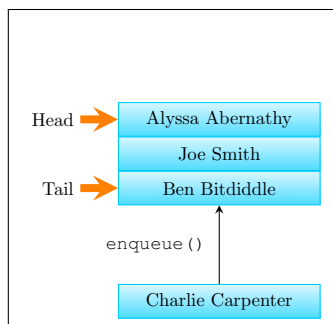 Head Alyssa Abernathy
Joe Smith
Tail Ben Bitdiddle
enqueue()
Charlie Carpenter